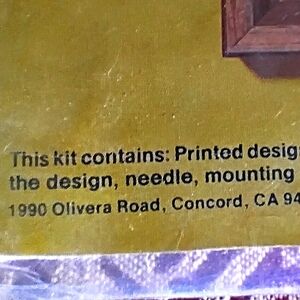 This kit contains: Printed desig
the design, needle, mounting
1990 Olivera Road, Concord, CA 94